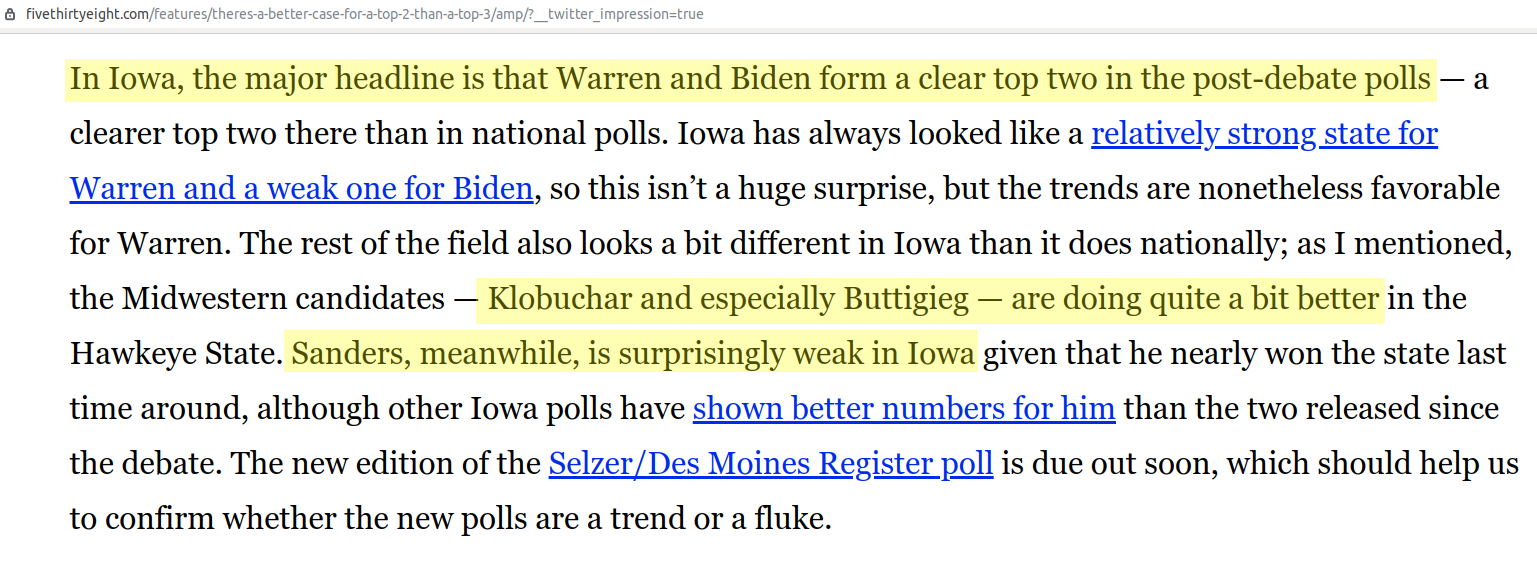 fivethirtyeight.com/features/theres-a-better-case-for-a-top-2-than-a-top-3/amp/?__twitter_impression=true
In Iowa, the major headline is that Warren and Biden form a clear top two in the post-debate polls — a
clearer top two there than in national polls. Iowa has always looked like a relatively strong state for
Warren and a weak one for Biden, so this isn’t a huge surprise, but the trends are nonetheless favorable
for Warren. The rest of the field also looks a bit different in Iowa than it does nationally; as I mentioned,
the Midwestern candidates — Klobuchar and especially Buttigieg — are doing quite a bit better in the
Hawkeye State. Sanders, meanwhile, is surprisingly weak in Iowa given that he nearly won the state last
time around, although other Iowa polls have shown better numbers for him than the two released since
the debate. The new edition of the Selzer/Des Moines Register poll is due out soon, which should help us
to confirm whether the new polls are a trend or a fluke.